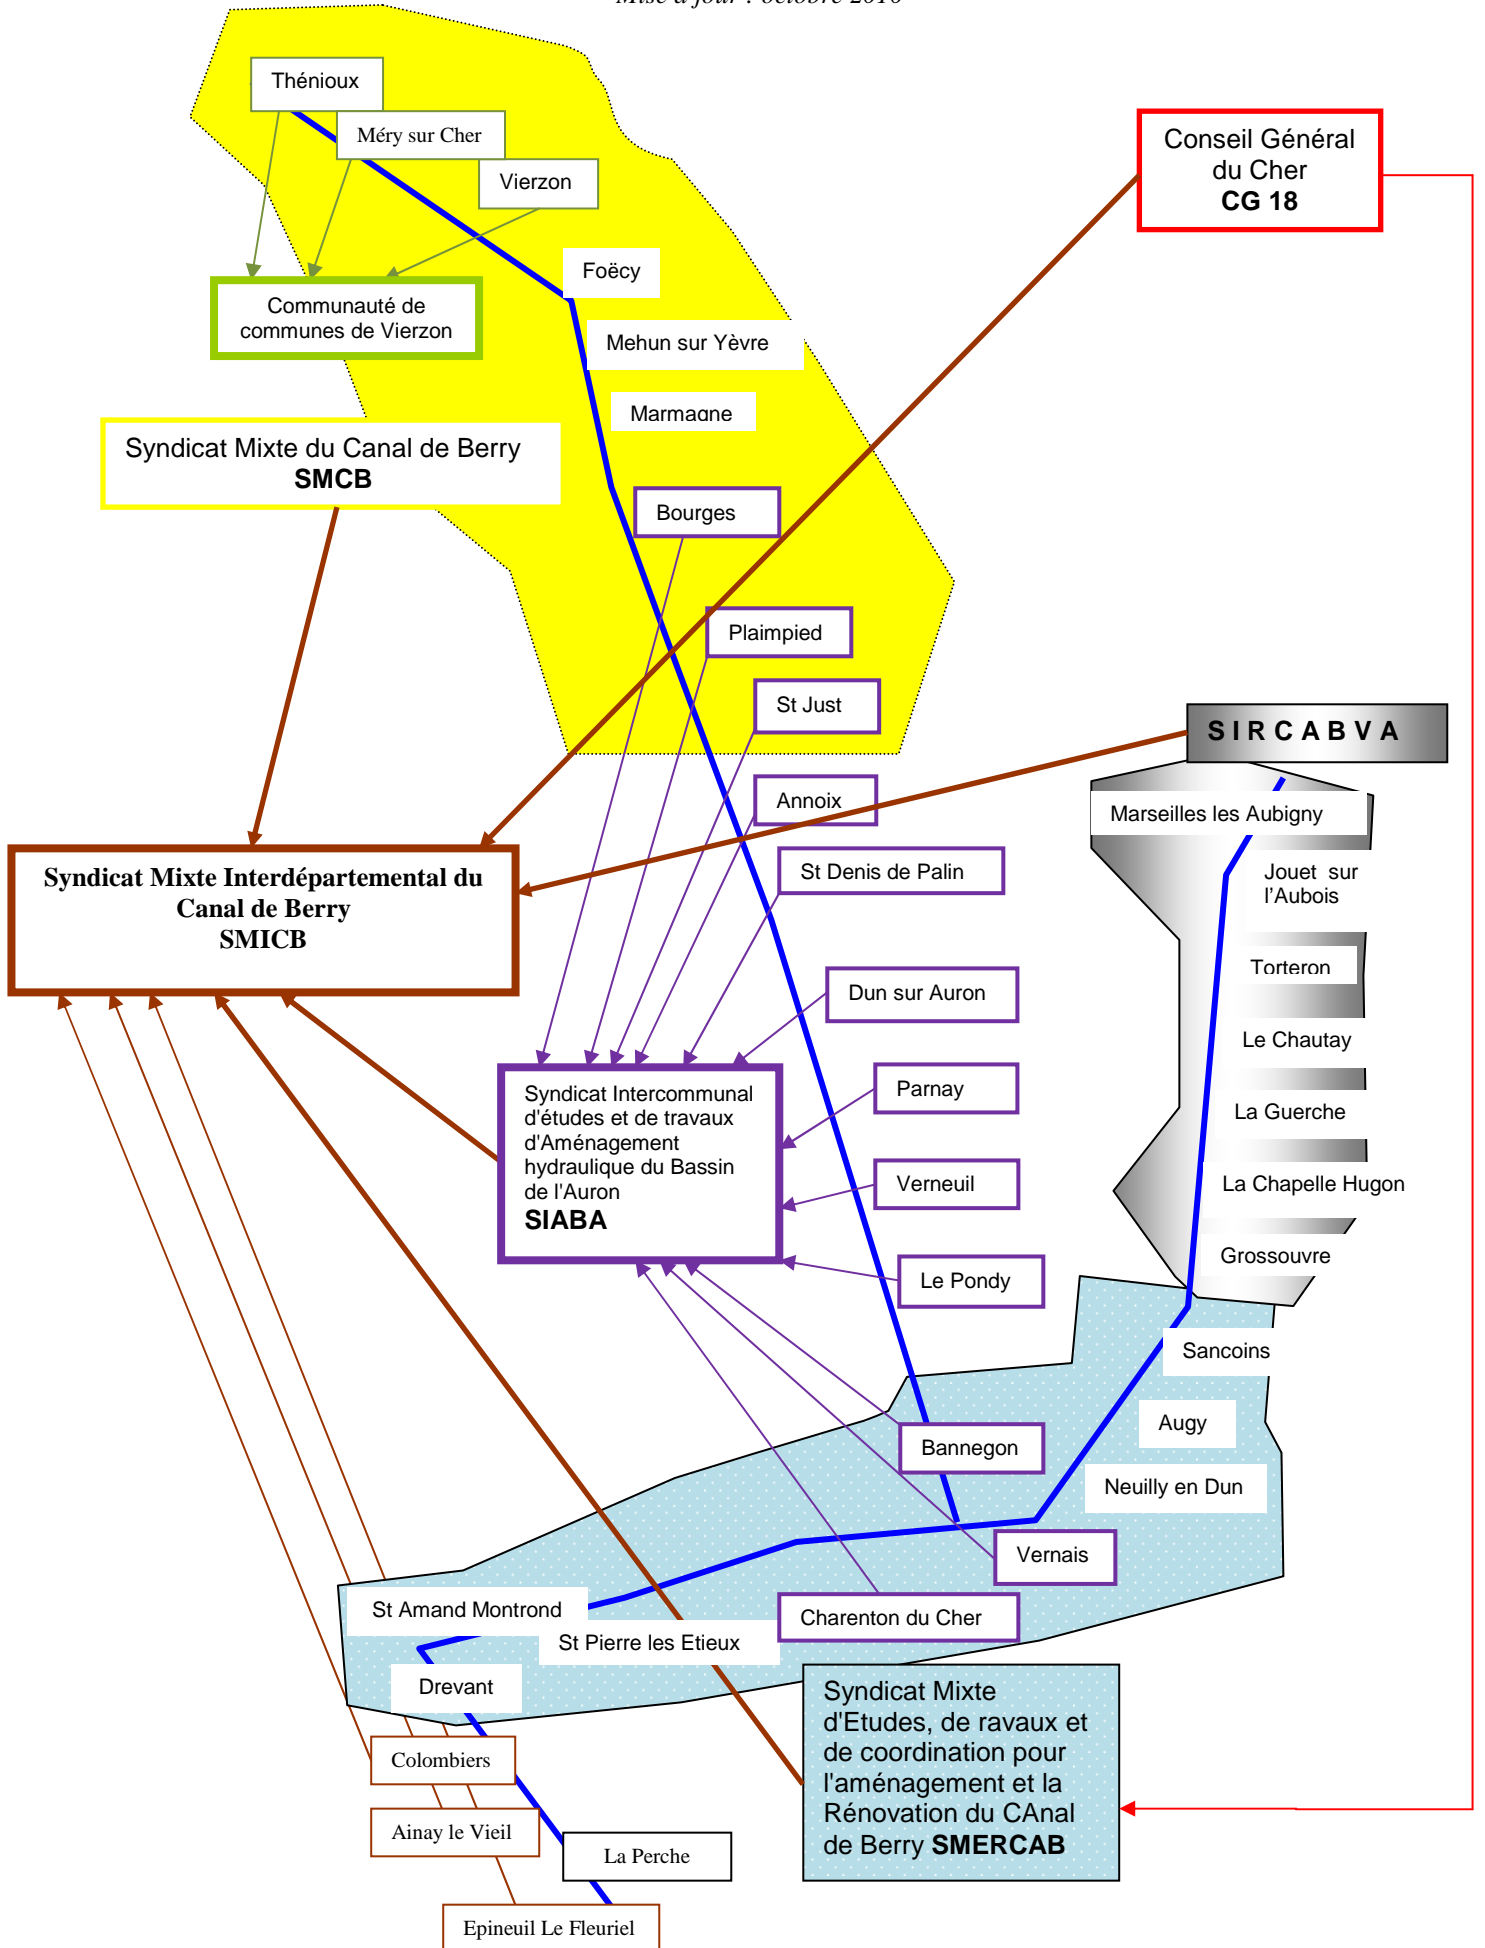 Mise à jour : octobre 2010
Thénioux
Méry sur Cher
Vierzon
Conseil Général
du Cher
CG 18
Foëcy
Communauté de
communes de Vierzon
Mehun sur Yèvre
Marmagne
Syndicat Mixte du Canal de Berry
SMCB
Bourges
Plaimpied
St Just
S I R C A B V A
Annoix
Marseilles les Aubigny
St Denis de Palin
Jouet sur
l'Aubois
Syndicat Mixte Interdépartemental du
Canal de Berry
SMICB
Torteron
Dun sur Auron
Le Chautay
Syndicat Intercommunal
d'études et de travaux
d'Aménagement
hydraulique du Bassin
de l'Auron
SIABA
Parnay
La Guerche
Verneuil
La Chapelle Hugon
Grossouvre
Le Pondy
Sancoins
Augy
Bannegon
Neuilly en Dun
Vernais
St Amand Montrond
Charenton du Cher
St Pierre les Etieux
Drevant
Syndicat Mixte
d'Etudes, de ravaux et
de coordination pour
l'aménagement et la
Rénovation du CAnal
de Berry SMERCAB
Colombiers
Ainay le Vieil
La Perche
Epineuil Le Fleuriel